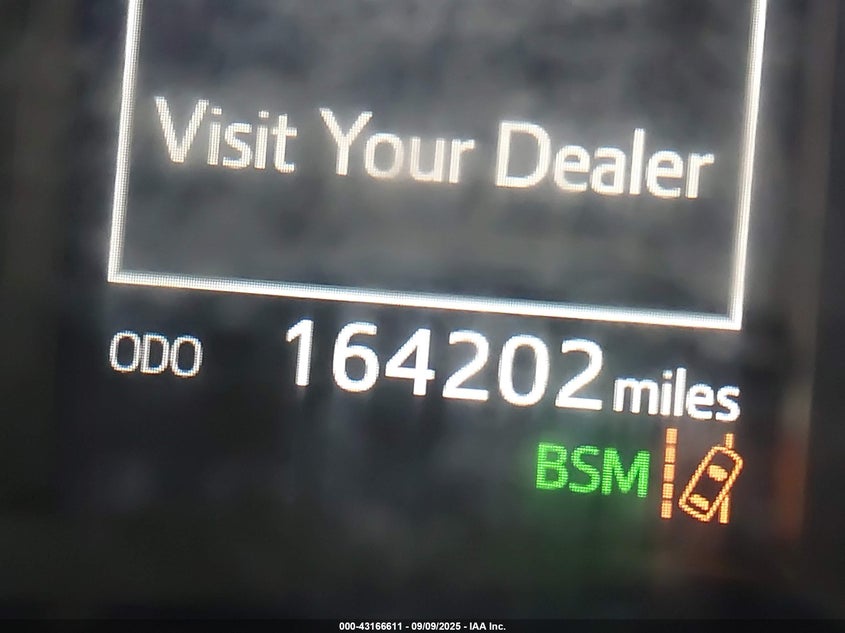 Visit Your Dealer
ODO 164202 miles
BSM
000-43166611 - 09/09/2025 - IAA Inc.